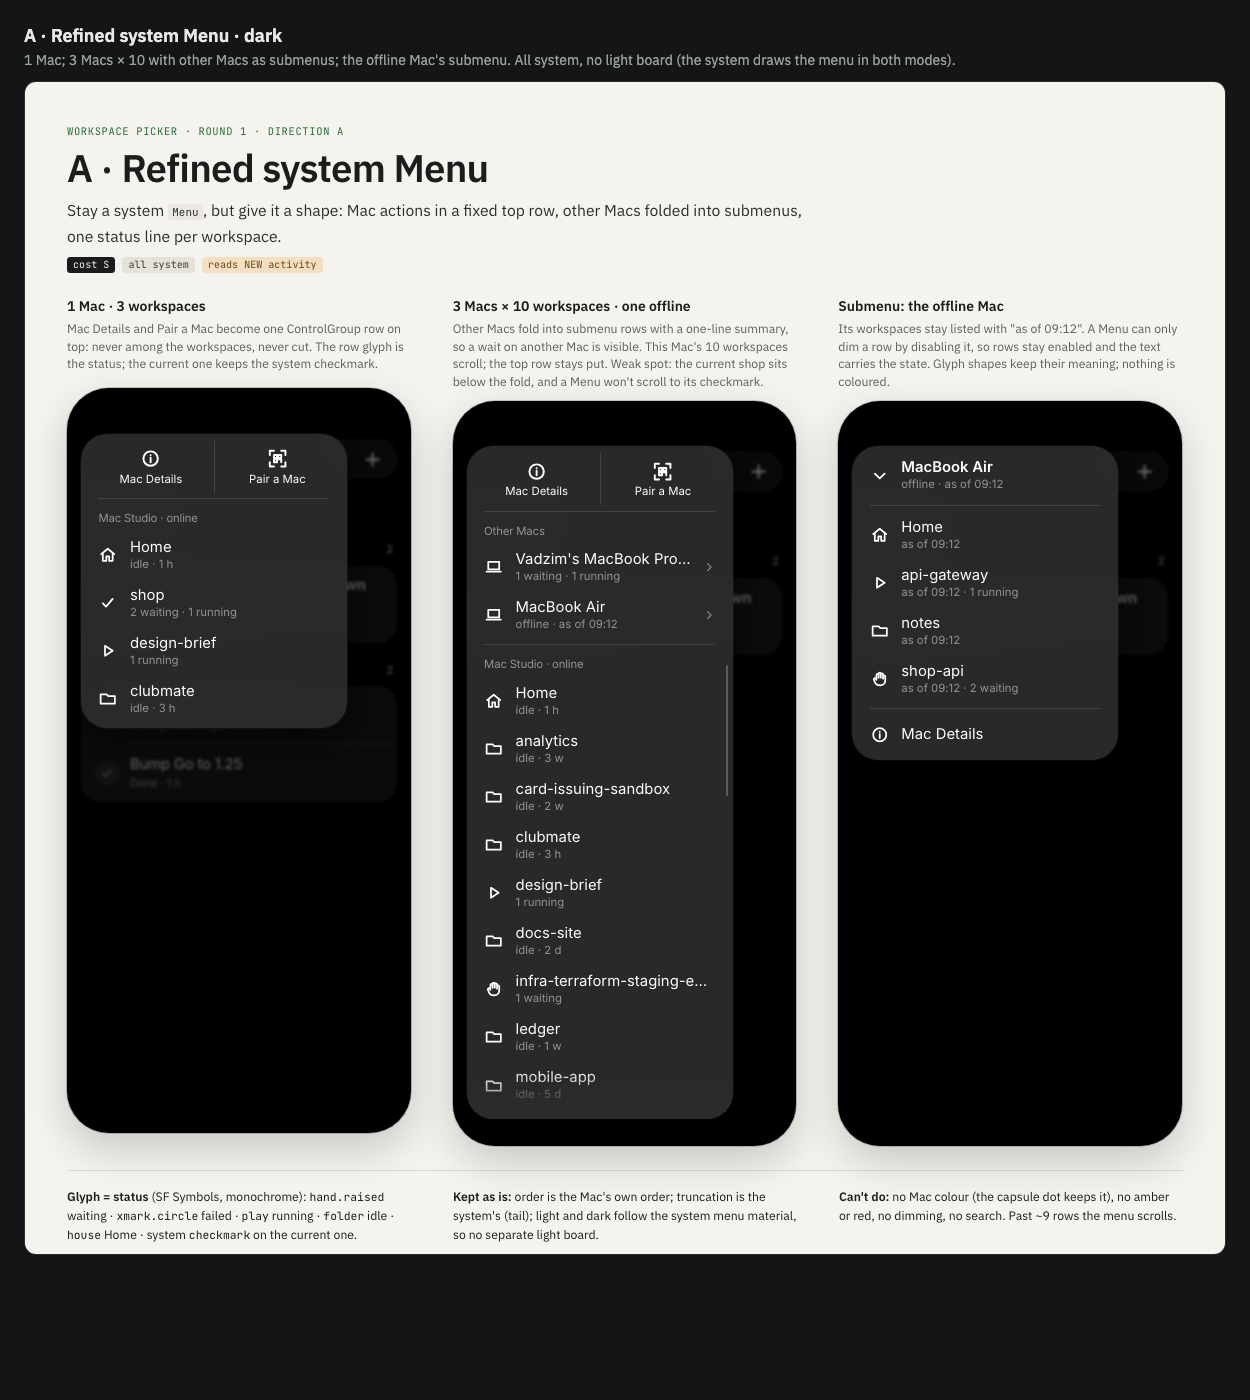 A · Refined system Menu · dark
1 Mac; 3 Macs × 10 with other Macs as submenus; the offline Mac's submenu. All system, no light board (the system draws the menu in both modes).
WORKSPACE PICKER · ROUND 1 · DIRECTION A
A · Refined system Menu
Stay a system Menu, but give it a shape: Mac actions in a fixed top row, other Macs folded into submenus,
one status line per workspace.
cost S all system reads NEW activity
1 Mac · 3 workspaces
Mac Details and Pair a Mac become one ControlGroup row on
top: never among the workspaces, never cut. The row glyph is
the status; the current one keeps the system checkmark.
Mac Details Pair a Mac
Mac Studio · online
Home
idle · 1 h
shop
2 waiting · 1 running
design-brief
1 running
clubmate
idle · 3 h
2
wn
2
Bump Go to 1.25
Done · 1 h
3 Macs × 10 workspaces · one offline
Other Macs fold into submenu rows with a one-line summary,
so a wait on another Mac is visible. This Mac's 10 workspaces
scroll; the top row stays put. Weak spot: the current shop sits
below the fold, and a Menu won't scroll to its checkmark.
Mac Details Pair a Mac
Other Macs
Vadzim's MacBook Pro...
1 waiting · 1 running
MacBook Air
offline · as of 09:12
Mac Studio · online
Home
idle · 1 h
analytics
idle · 3 w
card-issuing-sandbox
idle · 2 w
clubmate
idle · 3 h
design-brief
1 running
docs-site
idle · 2 d
infra-terraform-staging-e...
1 waiting
ledger
idle · 1 w
mobile-app
idle · 5 d
2
wn
Submenu: the offline Mac
Its workspaces stay listed with "as of 09:12". A Menu can only
dim a row by disabling it, so rows stay enabled and the text
carries the state. Glyph shapes keep their meaning; nothing is
coloured.
MacBook Air
offline · as of 09:12
Home
as of 09:12
api-gateway
as of 09:12 · 1 running
notes
as of 09:12
shop-api
as of 09:12 · 2 waiting
Mac Details
2
wn
Glyph = status (SF Symbols, monochrome): hand.raised
waiting · xmark.circle failed · play running · folder idle ·
house Home · system checkmark on the current one.
Kept as is: order is the Mac's own order; truncation is the
system's (tail); light and dark follow the system menu material,
so no separate light board.
Can't do: no Mac colour (the capsule dot keeps it), no amber
or red, no dimming, no search. Past ~9 rows the menu scrolls.